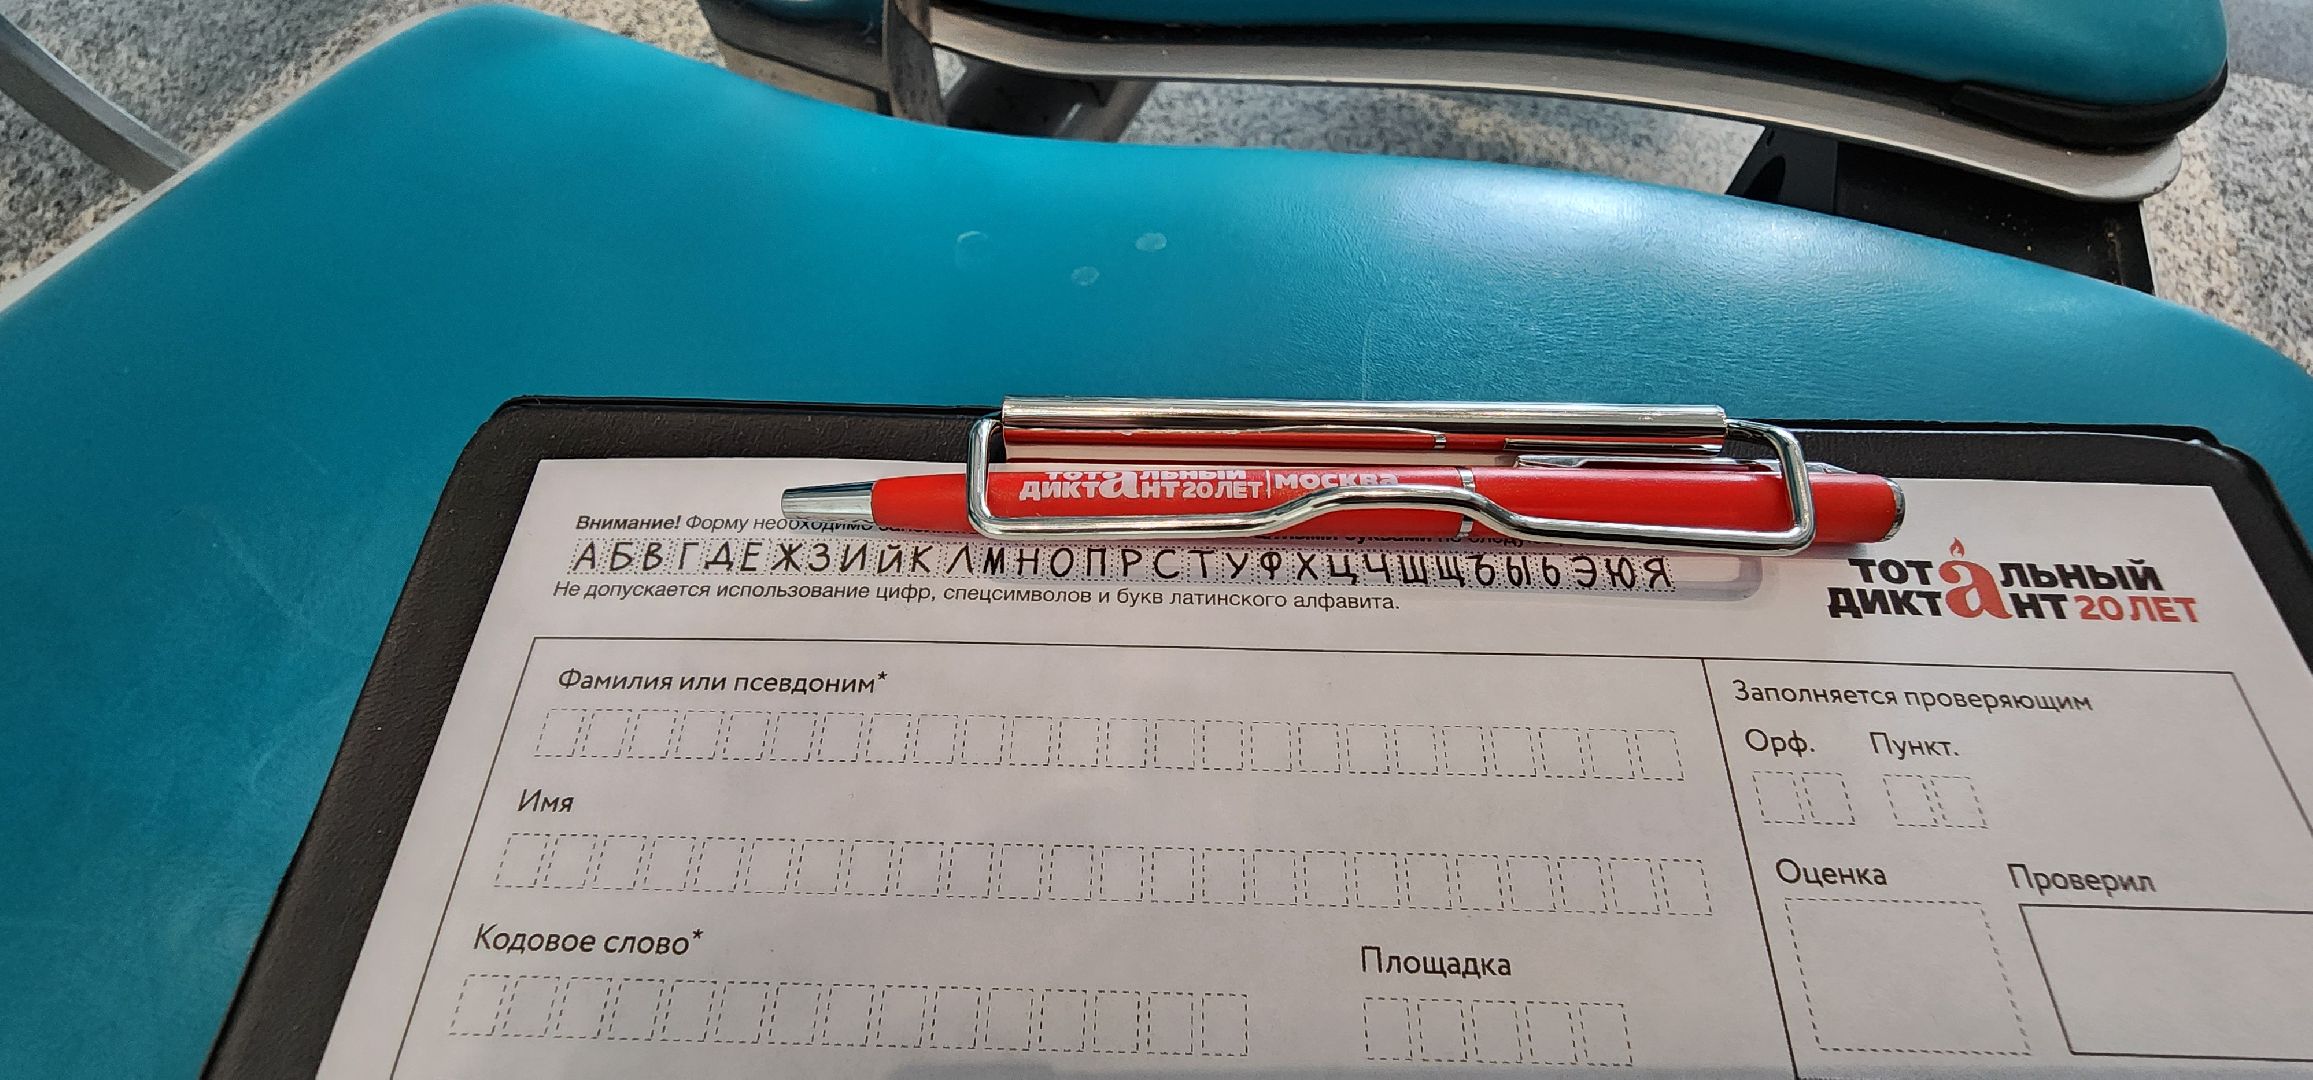 ТОТАЛЬНЫЙ
ДИКТАНТ 20 ЛЕТ | МОСКВА
Внимание! Форму необходимо
АБВГДЕЖЗИЙКЛМНОПРСТУФХЦЧШЩЪЫЬЭЮЯ
Не допускается использование цифр, спецсимволов и букв латинского алфавита.
ТОТАЛЬНЫЙ
ДИКТАНТ 20 ЛЕТ
Фамилия или псевдоним*
Имя
Кодовое слово*
Площадка
Заполняется проверяющим
Орф. Пункт.
Оценка
Проверил